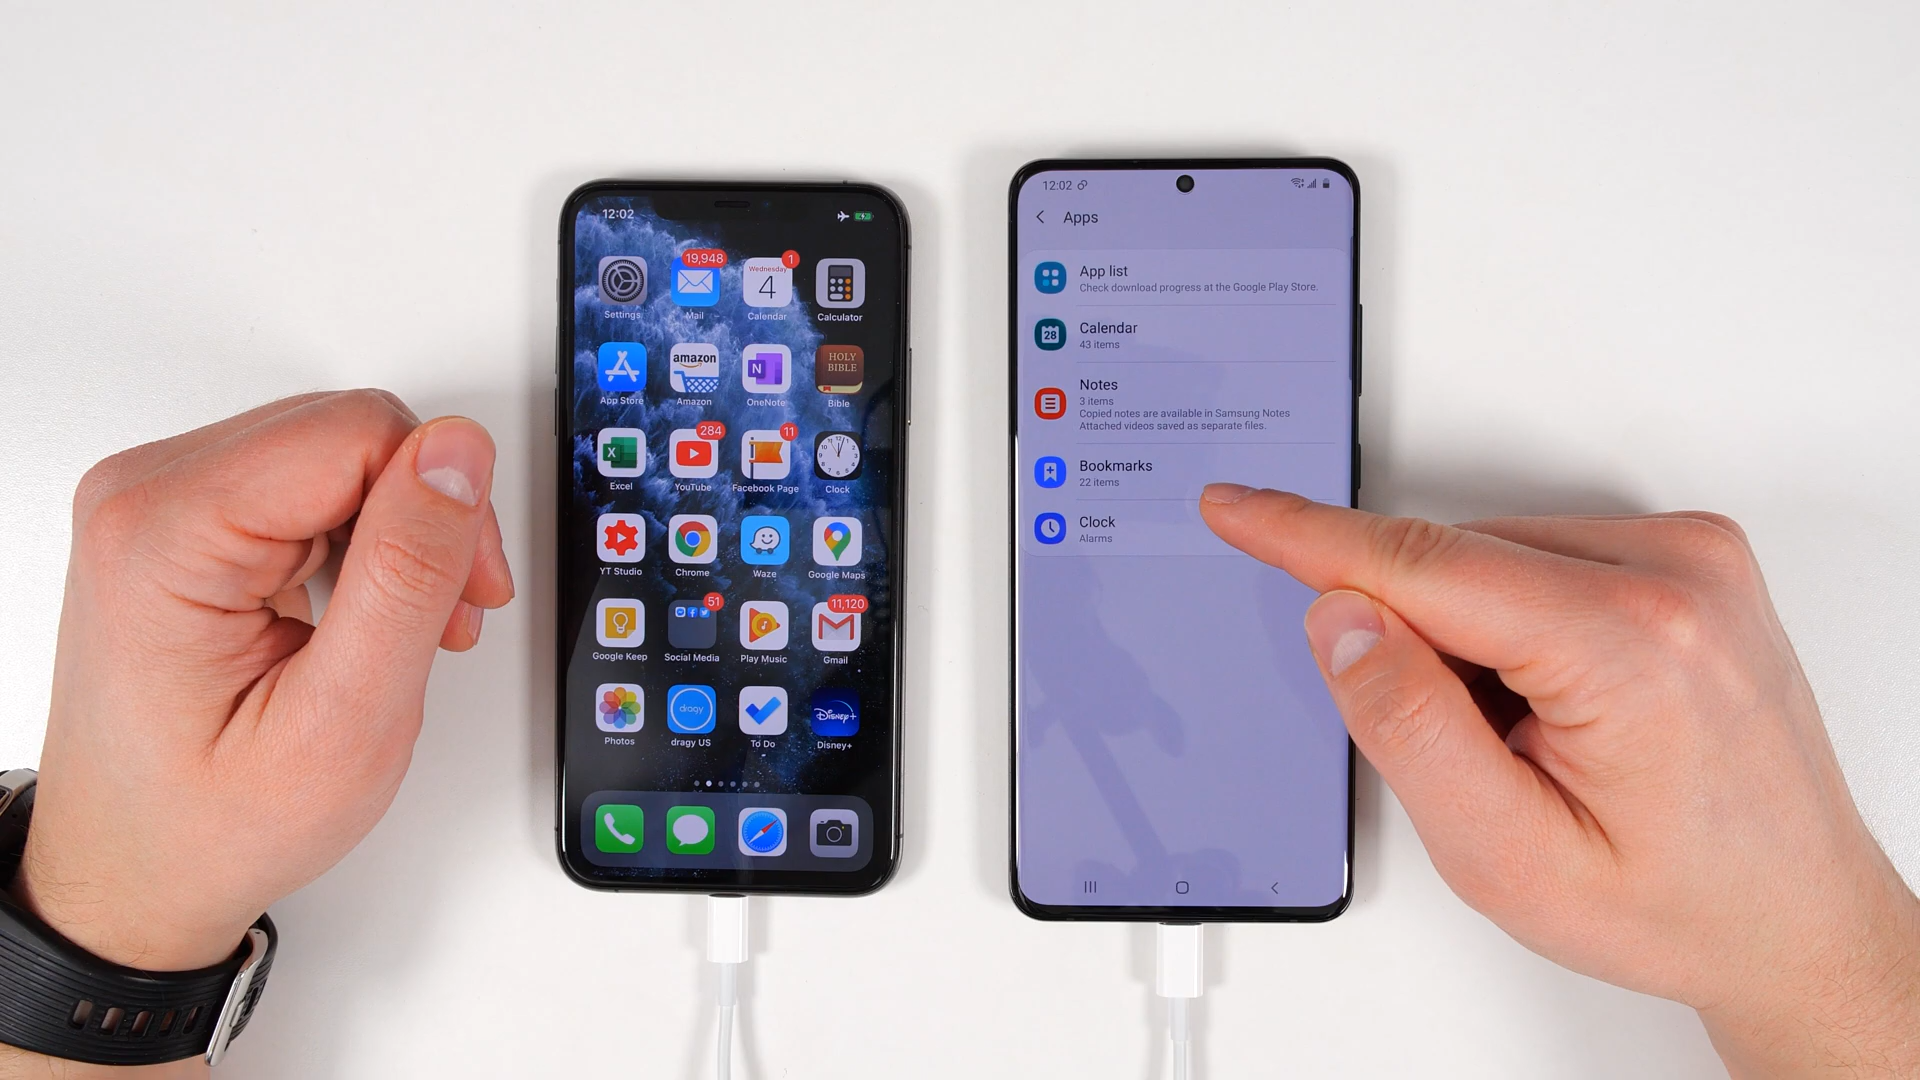 12:02
19,948
1
Wednesday
4
Settings
Mail
Calendar
Calculator
amazon
N
HOLY
BIBLE
App Store
Amazon
OneNote
Bible
X
284
11
Excel
YouTube
Facebook Page
Clock
YT Studio
Chrome
Waze
Google Maps
51
11,120
Google Keep
Social Media
Play Music
Gmail
dragy
Disney+
Photos
dragy US
To Do
Disney+
12:02
Apps
App list
Check download progress at the Google Play Store.
28
Calendar
43 items
Notes
3 items
Copied notes are available in Samsung Notes
Attached videos saved as separate files.
Bookmarks
22 items
Clock
Alarms